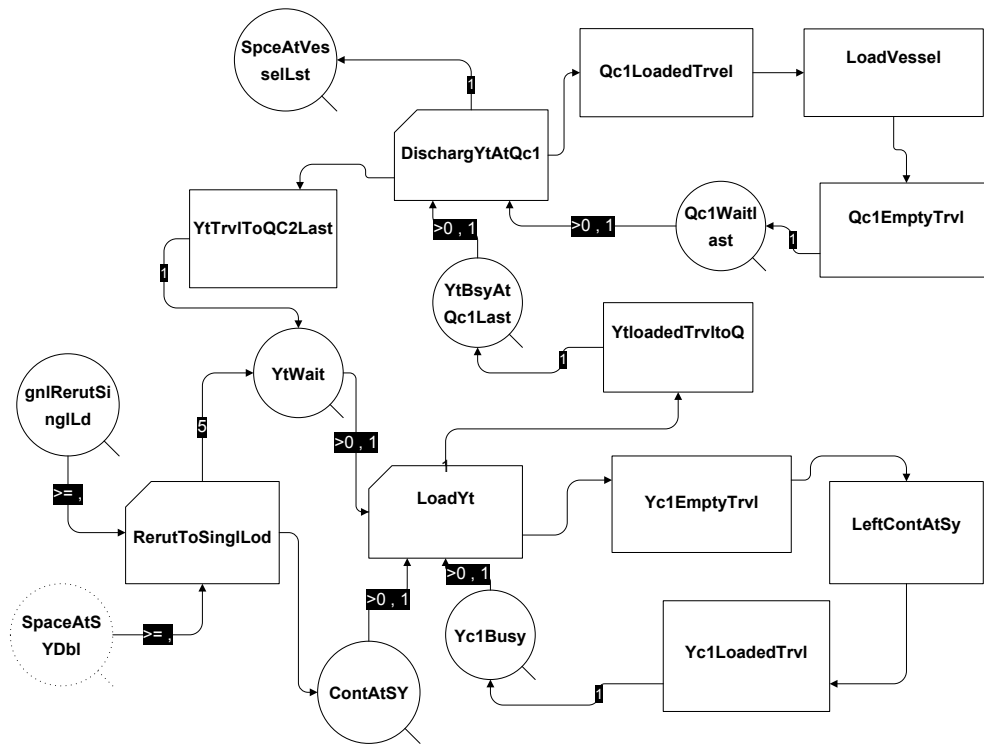 SpceAtVes
selLst
Qc1LoadedTrvel
LoadVessel
1
DischargYtAtQc1
YtTrvlToQC2Last
Qc1Waitl
ast
Qc1EmptyTrvl
>0 , 1
>0 , 1
1
1
YtBsyAt
Qc1Last
YtloadedTrvltoQ
YtWait
1
gnlRerutSi
nglLd
5
>0 , 1
1
>= ,
LoadYt
Yc1EmptyTrvl
LeftContAtSy
RerutToSinglLod
>0 , 1
>0 , 1
SpaceAtS
YDbl
>= ,
Yc1Busy
Yc1LoadedTrvl
ContAtSY
1